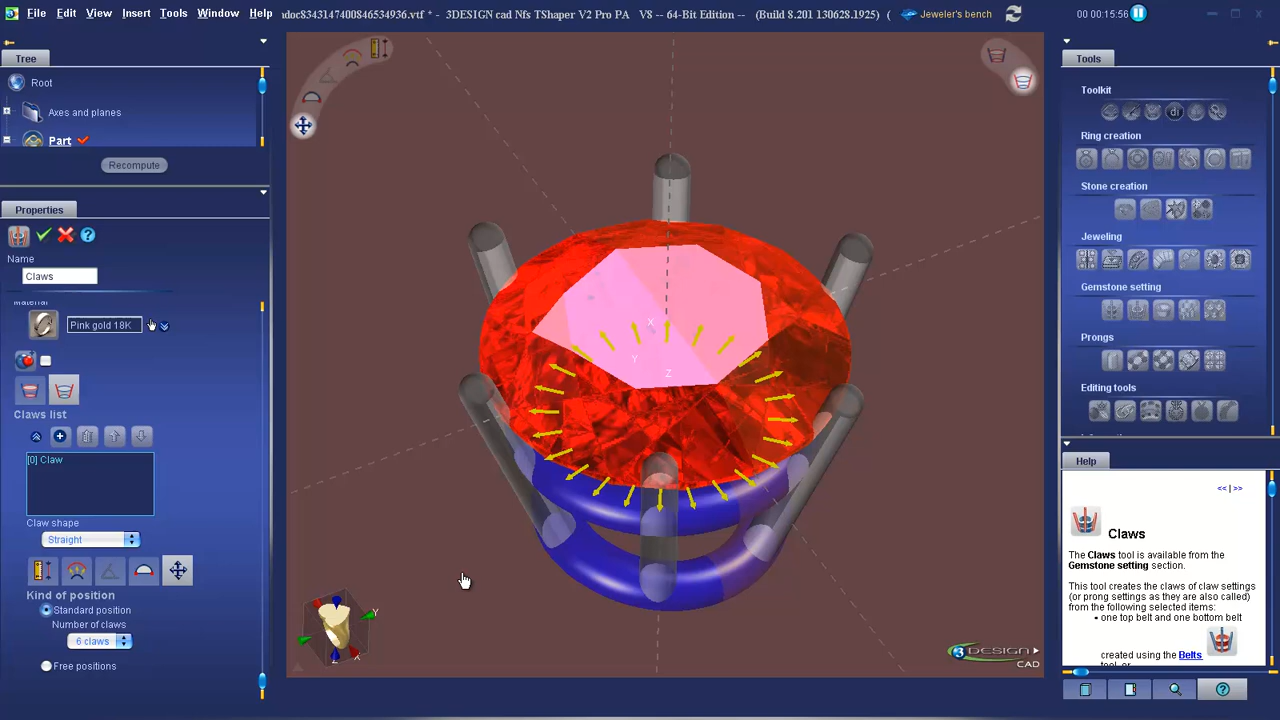 File Edit View Insert Tools Window Help
ndoc8343147400846534936.vtf * - 3DESIGN cad Nfs TShaper V2 Pro PA V8 -- 64-Bit Edition -- (Build 8.201 130628.1925) (
Jeweler's bench
00:00:15:56
Tree
Root
Axes and planes
Part
Recompute
Properties
Name
Claws
Material
Pink gold 18K
Claws list
[0] Claw
Claw shape
Straight
Kind of position
Standard position
Number of claws
6 claws
Free positions
X
Y
Z
Y
X
Z
3DESIGN
CAD
Tools
Toolkit
Ring creation
Stone creation
Jeweling
Gemstone setting
Prongs
Editing tools
Help
<< | >>
Claws
The Claws tool is available from the
Gemstone setting section.
This tool creates the claws of claw settings
(or prong settings as they are also called)
from the following selected items:
• one top belt and one bottom belt
created using the Belts
tool, or